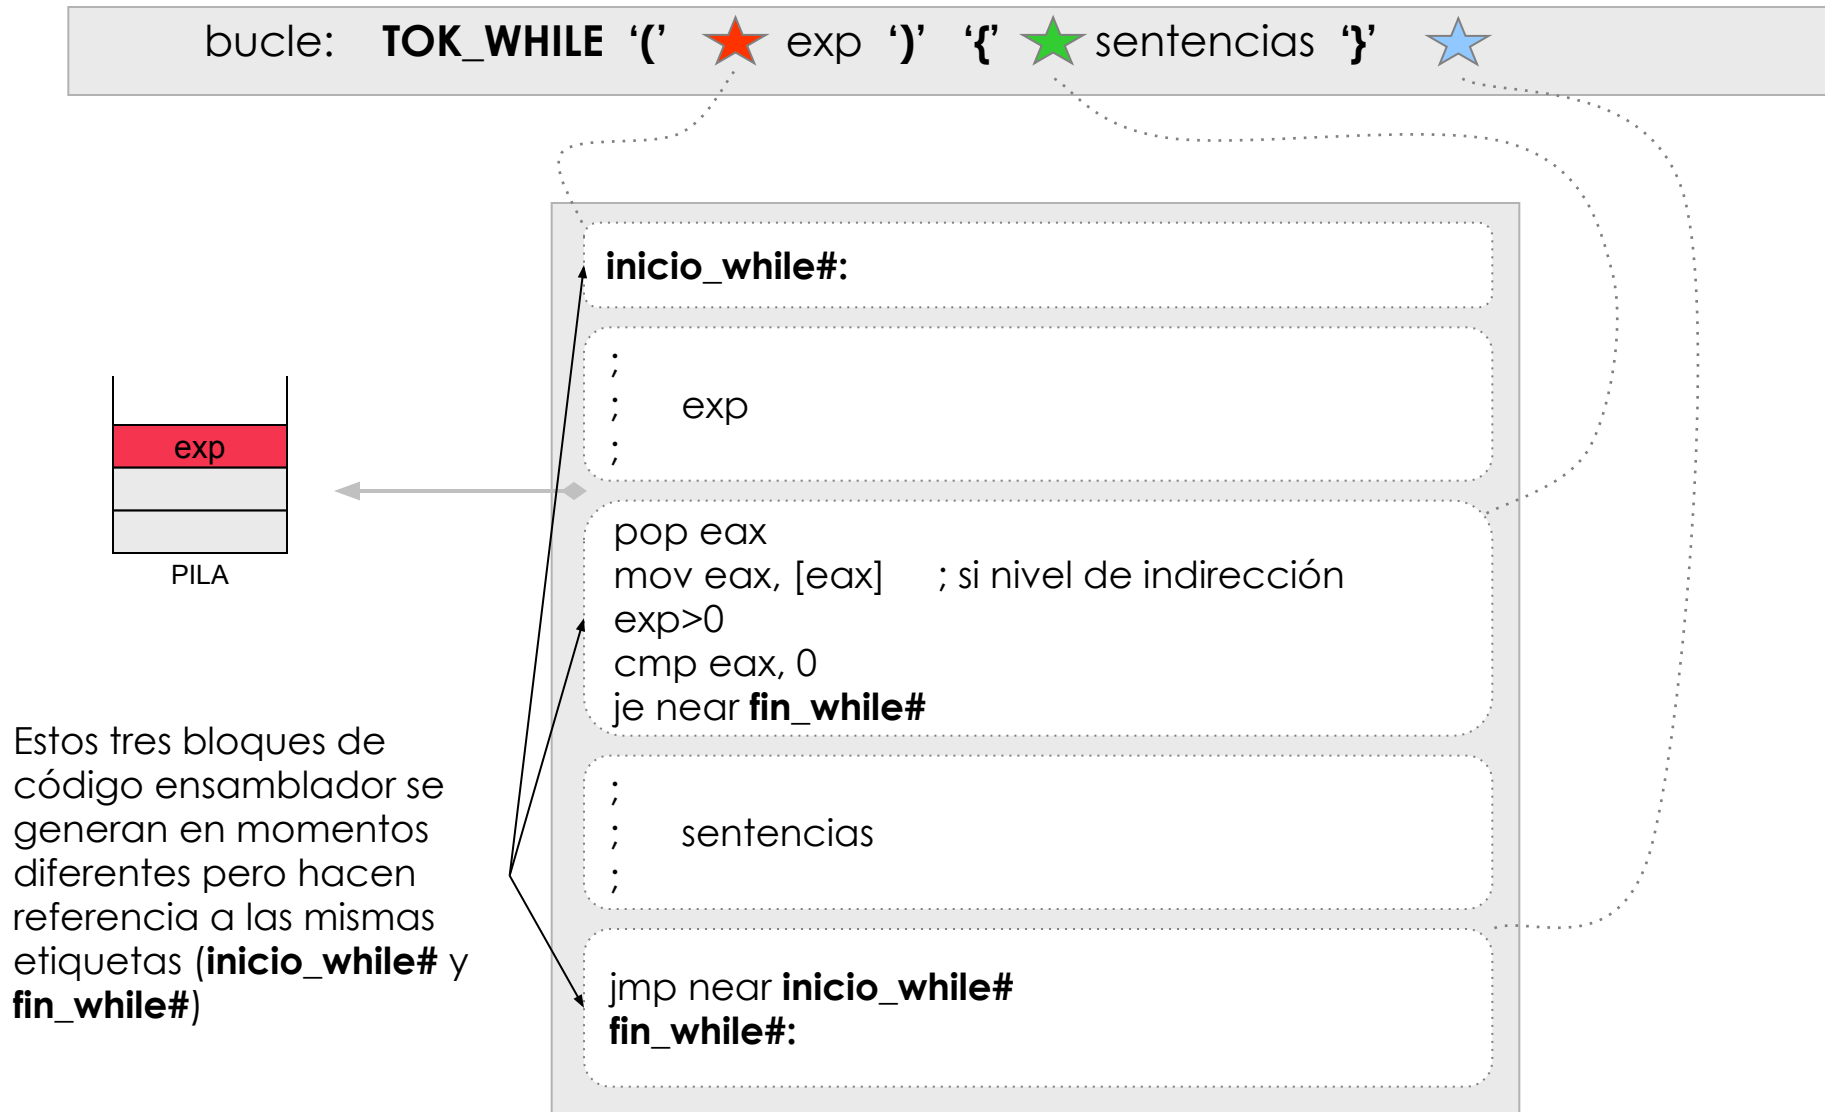 bucle: TOK_WHILE ‘(’ exp ‘)’ ‘{’ sentencias ‘}’
inicio_while#:
;
; exp
;
exp
PILA
pop eax
mov eax, [eax] ; si nivel de indirección
exp>0
cmp eax, 0
je near fin_while#
Estos tres bloques de
código ensamblador se
generan en momentos
diferentes pero hacen
referencia a las mismas
etiquetas (inicio_while# y
fin_while#)
;
; sentencias
;
jmp near inicio_while#
fin_while#: